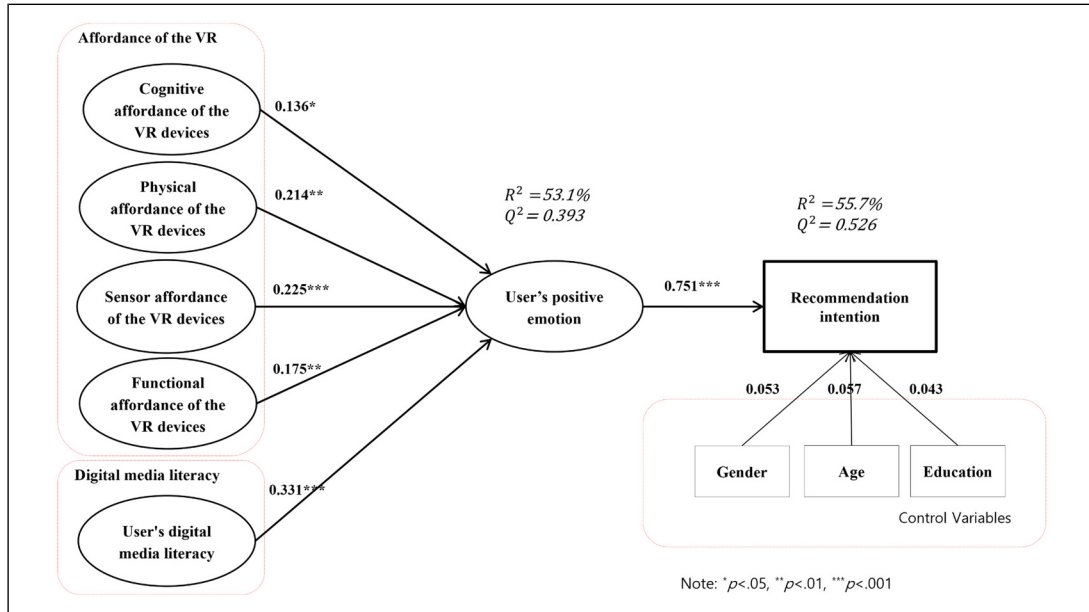 Affordance of the VR
Cognitive
affordance of the
VR devices
0.136*
Physical
affordance of the
VR devices
0.214**
Sensor affordance
of the VR devices
0.225***
Functional
affordance of the
VR devices
0.175**
Digital media literacy
User's digital
media literacy
0.331***
R² = 53.1%
Q² = 0.393
User's positive
emotion
0.751***
R² = 55.7%
Q² = 0.526
Recommendation
intention
0.053
0.057
0.043
Gender
Age
Education
Control Variables
Note: *p<.05, **p<.01, ***p<.001